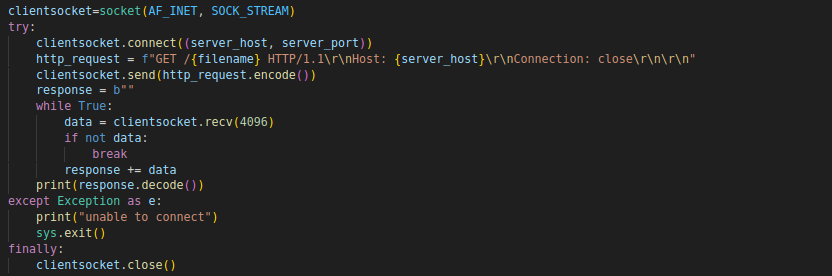 clientsocket=socket(AF_INET, SOCK_STREAM)
try:
    clientsocket.connect((server_host, server_port))
    http_request = f"GET /{filename} HTTP/1.1\r\nHost: {server_host}\r\nConnection: close\r\n\r\n"
    clientsocket.send(http_request.encode())
    response = b""
    while True:
        data = clientsocket.recv(4096)
        if not data:
            break
        response += data
    print(response.decode())
except Exception as e:
    print("unable to connect")
    sys.exit()
finally:
    clientsocket.close()